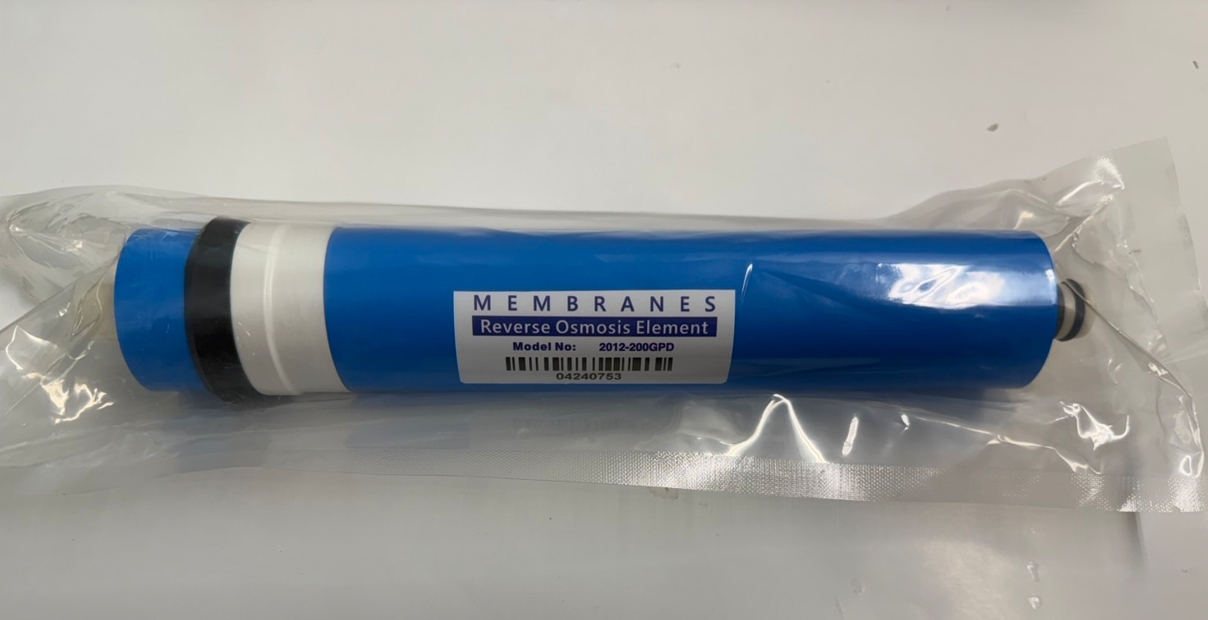 MEMBRANES
Reverse Osmosis Element
Model No: 2012-200GPD
04240753